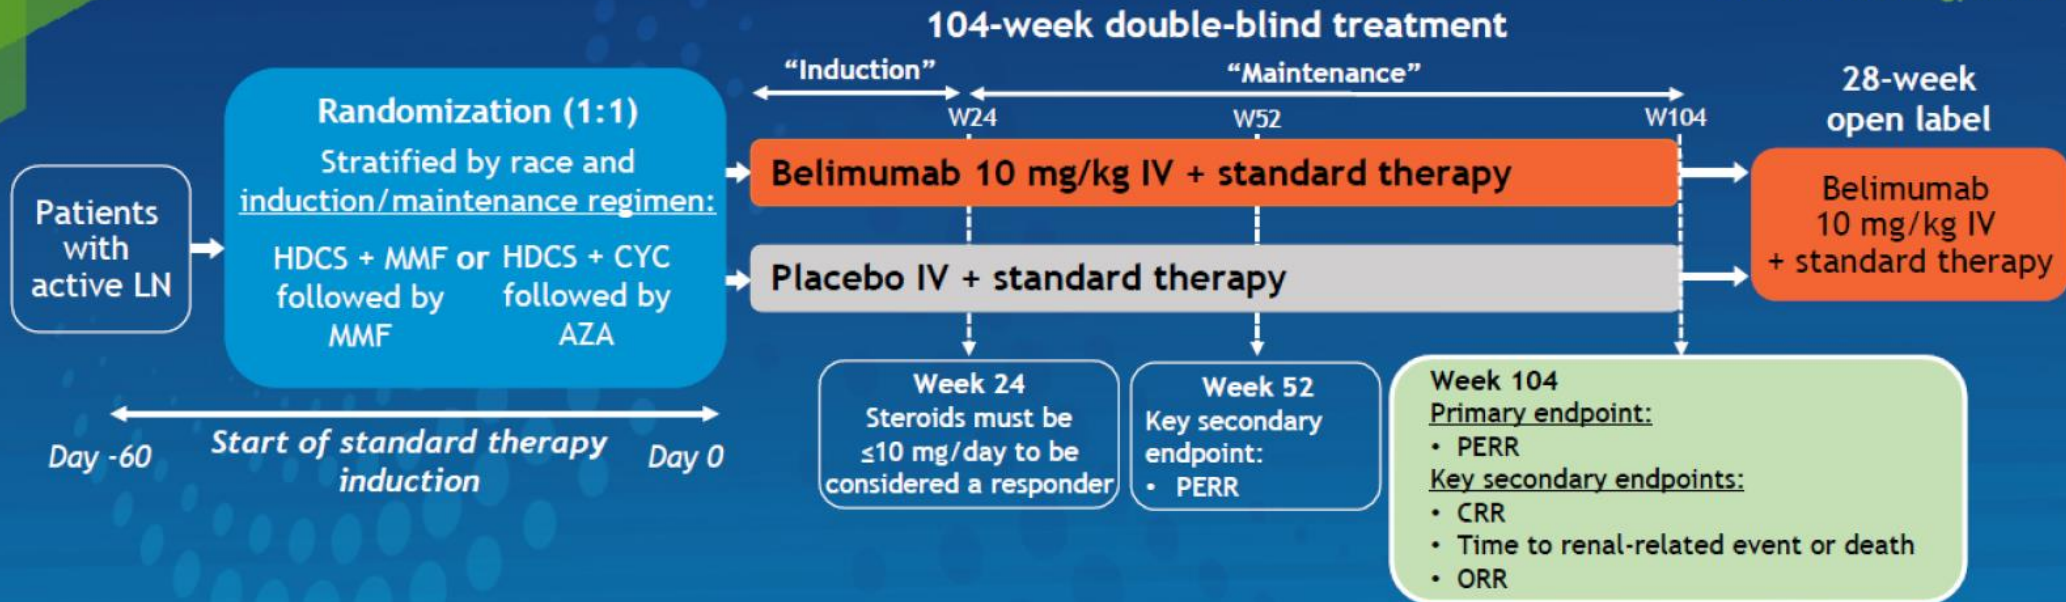 104-week double-blind treatment
“Induction”
“Maintenance”
W24
W52
W104
28-week
open label
Patients
with
active LN
Randomization (1:1)
Stratified by race and
induction/maintenance regimen:
HDCS + MMF or HDCS + CYC
followed by followed by
MMF AZA
Belimumab 10 mg/kg IV + standard therapy
Placebo IV + standard therapy
Belimumab
10 mg/kg IV
+ standard therapy
Day -60
Start of standard therapy
induction
Day 0
Week 24
Steroids must be
≤10 mg/day to be
considered a responder
Week 52
Key secondary
endpoint:
• PERR
Week 104
Primary endpoint:
• PERR
Key secondary endpoints:
• CRR
• Time to renal-related event or death
• ORR